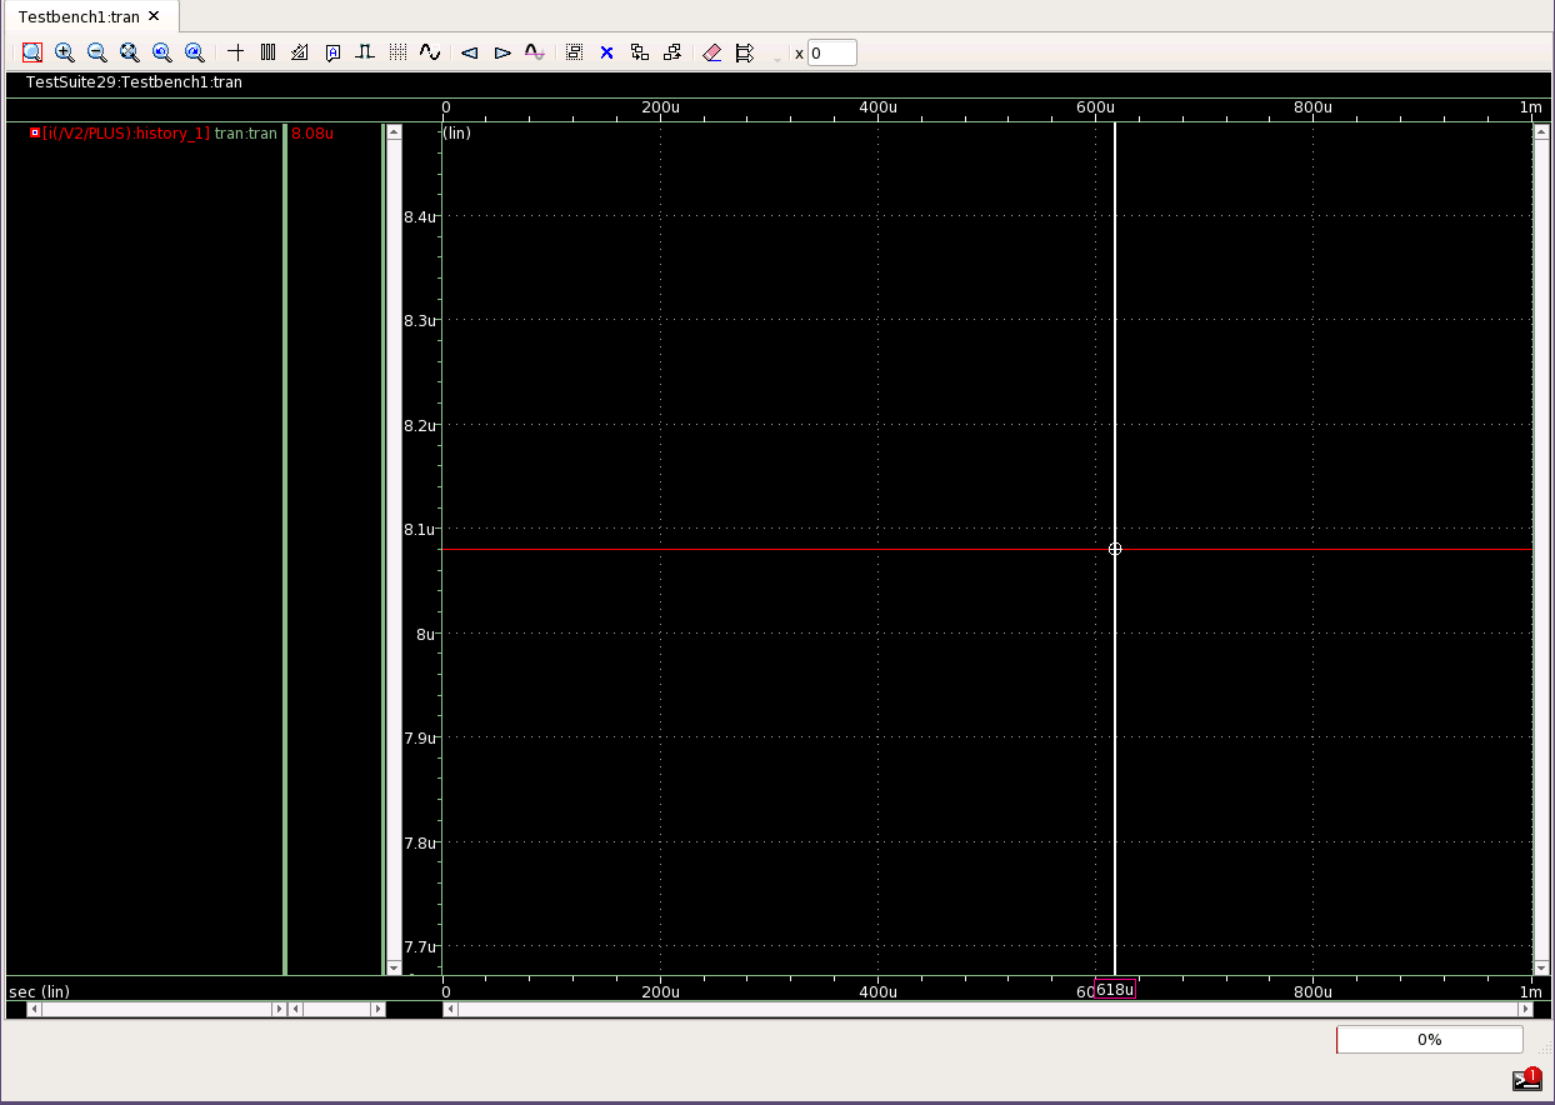 Testbench1:tran
x 0
TestSuite29:Testbench1:tran
0 200u 400u 600u 800u 1m
[i(/V2/PLUS):history_1] tran:tran 8.08u (lin)
8.4u
8.3u
8.2u
8.1u
8u
7.9u
7.8u
7.7u
sec (lin) 0 200u 400u 60 618u 800u 1m
0%
1